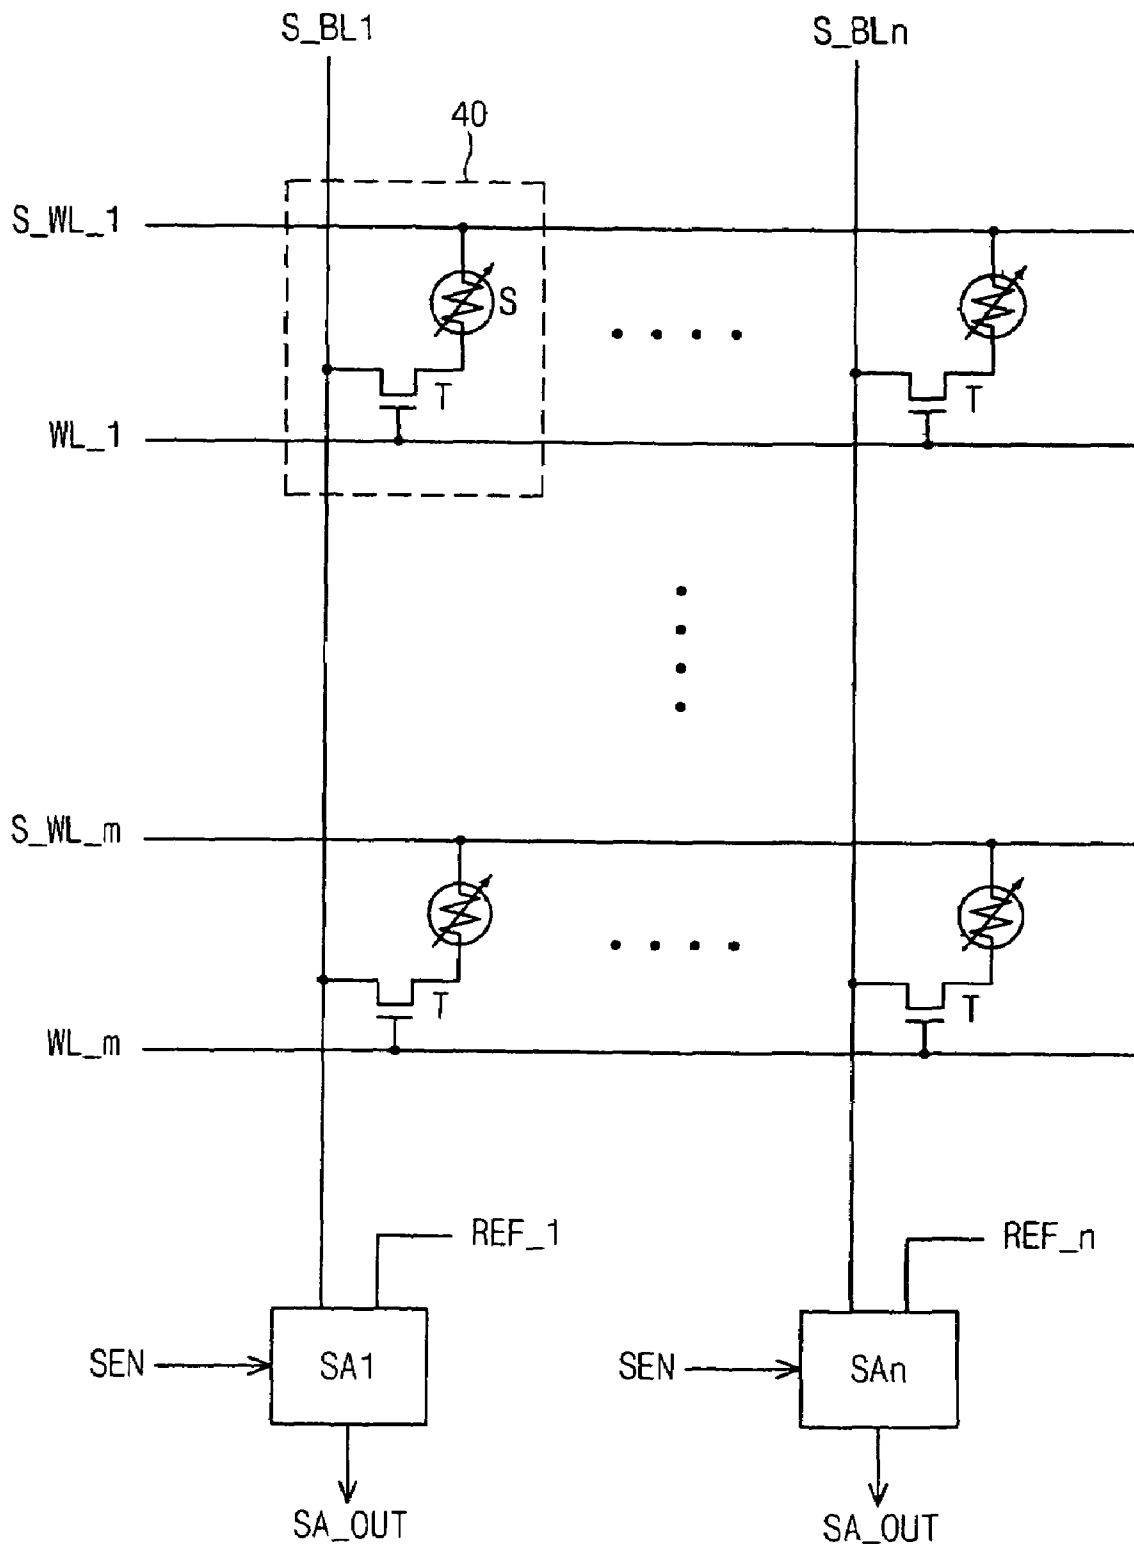 S_BL1
S_BLn
40
S_WL_1
S
T
T
WL_1
S_WL_m
T
T
WL_m
REF_1
REF_n
SEN
SA1
SEN
SAn
SA_OUT
SA_OUT